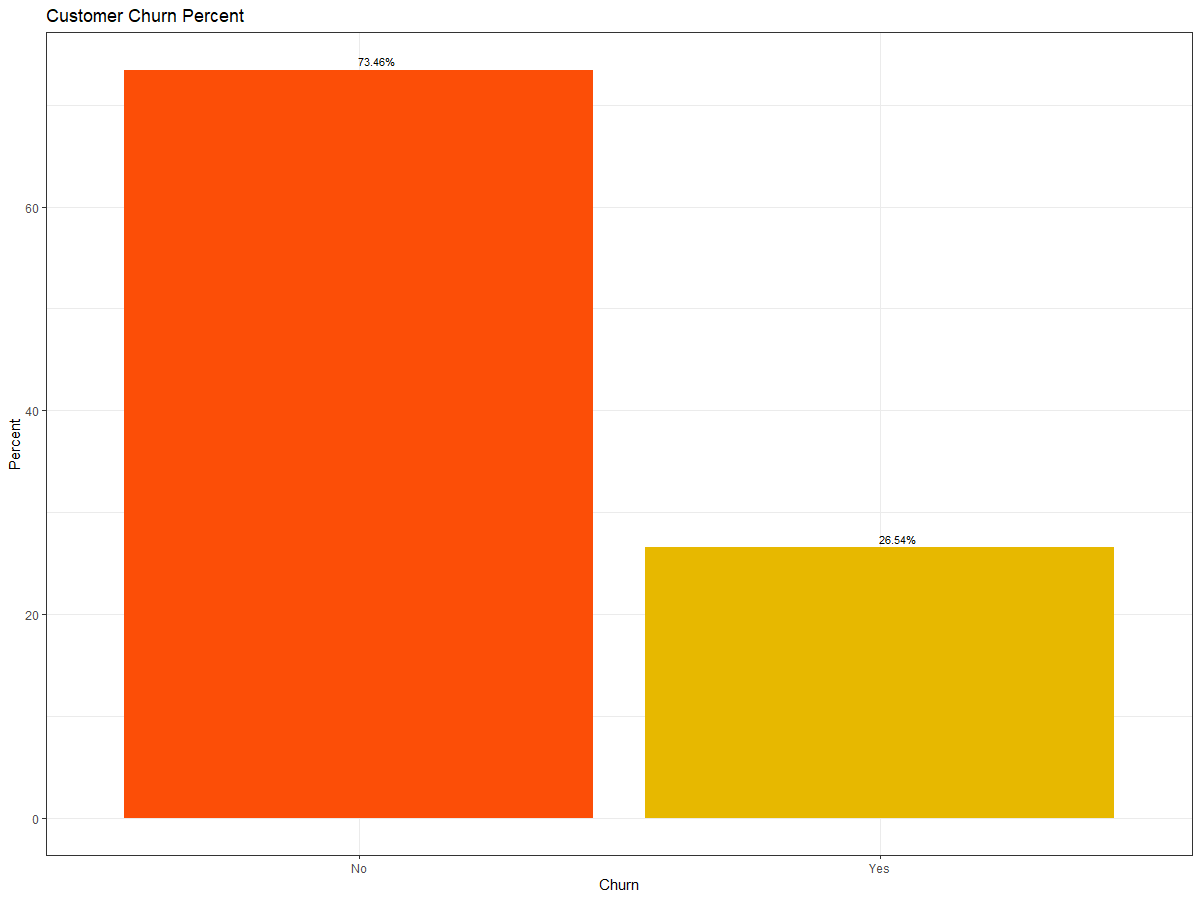 Customer Churn Percent
73.46%
60
40
Percent
26.54%
20
0
No
Yes
Churn